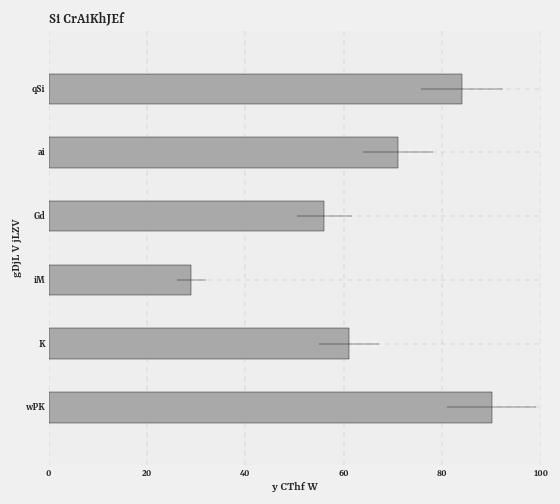 Si CrAiKhJEf
gDjL V jLZV
qSi
ai
Gd
iM
K
wPK
0 20 40 60 80 100
y CThf W